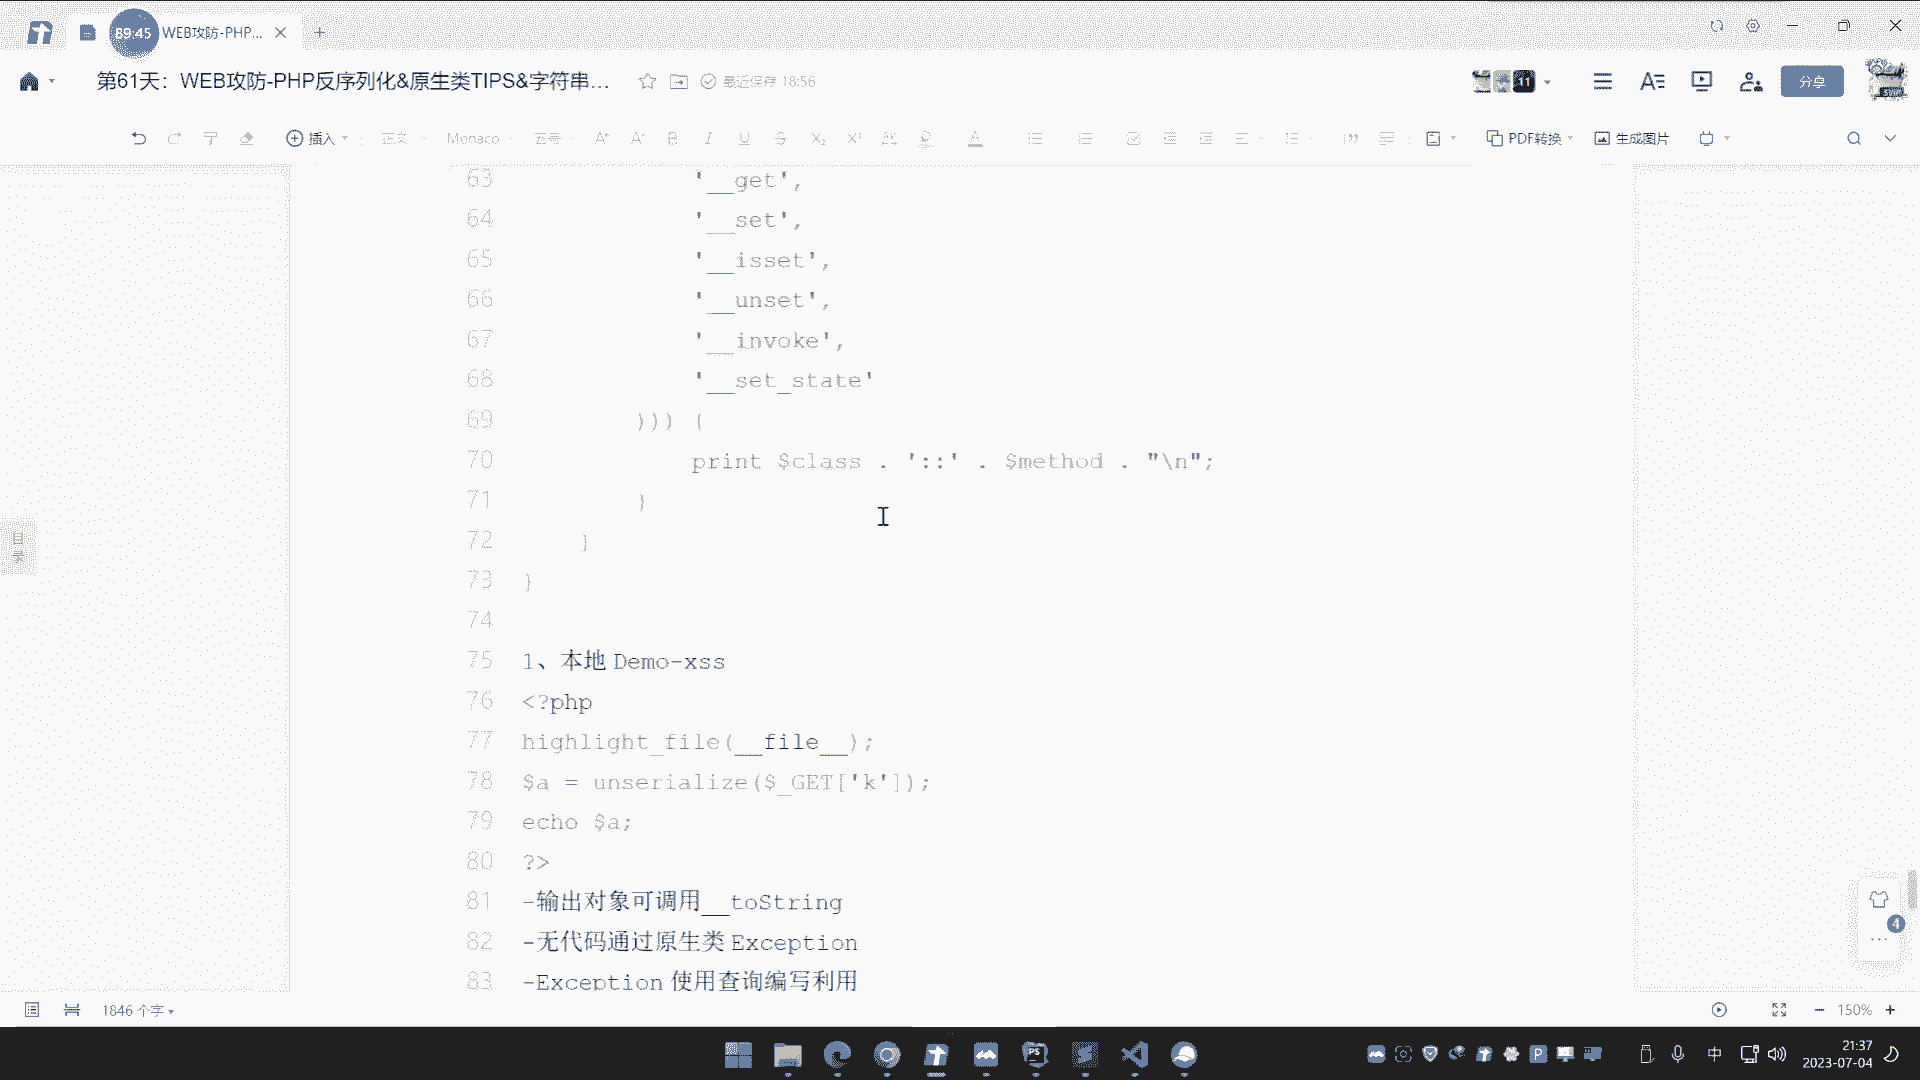 89:45 WEB攻防-PHP...
第61天：WEB攻防-PHP反序列化&原生类TIPS&字符串...
最近保存 18:56
11
分享
插入
正文
Monaco
五号
PDF转换
生成图片
63 '__get',
64 '__set',
65 '__isset',
66 '__unset',
67 '__invoke',
68 '__set_state'
69 ))) {
70 print $class . '::' . $method . "\n";
71 }
72 }
73 }
74
75 1、本地 Demo-xss
76 <?php
77 highlight_file(__file__);
78 $a = unserialize($_GET['k']);
79 echo $a;
80 ?>
81 -输出对象可调用__toString
82 -无代码通过原生类 Exception
83 -Exception 使用查询编写利用
目录
4
1846 个字
150%
中
21:37
2023-07-04